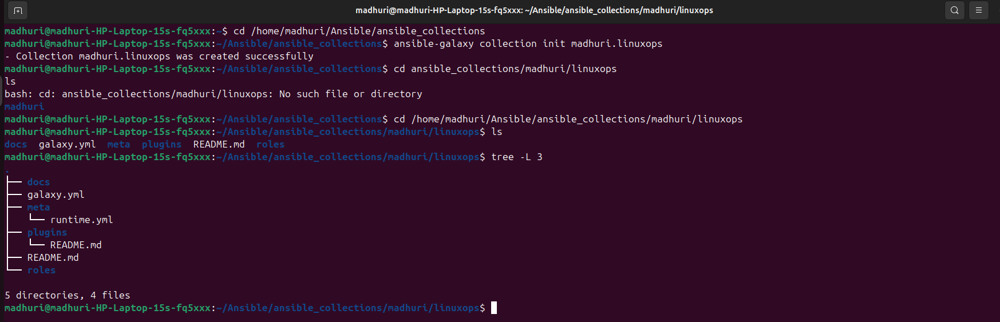 madhuri@madhuri-HP-Laptop-15s-fq5xxx: ~/Ansible/ansible_collections/madhuri/linuxops
madhuri@madhuri-HP-Laptop-15s-fq5xxx:~$ cd /home/madhuri/Ansible/ansible_collections
madhuri@madhuri-HP-Laptop-15s-fq5xxx:~/Ansible/ansible_collections$ ansible-galaxy collection init madhuri.linuxops
- Collection madhuri.linuxops was created successfully
madhuri@madhuri-HP-Laptop-15s-fq5xxx:~/Ansible/ansible_collections$ cd ansible_collections/madhuri/linuxops
ls
bash: cd: ansible_collections/madhuri/linuxops: No such file or directory
madhuri
madhuri@madhuri-HP-Laptop-15s-fq5xxx:~/Ansible/ansible_collections$ cd /home/madhuri/Ansible/ansible_collections/madhuri/linuxops
madhuri@madhuri-HP-Laptop-15s-fq5xxx:~/Ansible/ansible_collections/madhuri/linuxops$ ls
docs  galaxy.yml  meta  plugins  README.md  roles
madhuri@madhuri-HP-Laptop-15s-fq5xxx:~/Ansible/ansible_collections/madhuri/linuxops$ tree -L 3
.
├── docs
├── galaxy.yml
├── meta
│   └── runtime.yml
├── plugins
│   └── README.md
├── README.md
└── roles
5 directories, 4 files
madhuri@madhuri-HP-Laptop-15s-fq5xxx:~/Ansible/ansible_collections/madhuri/linuxops$